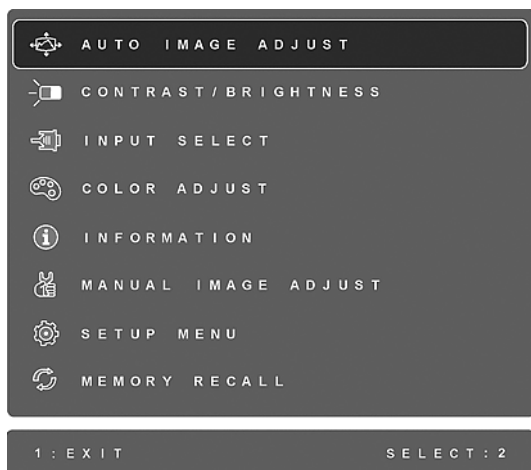 AUTO IMAGE ADJUST
CONTRAST/BRIGHTNESS
INPUT SELECT
COLOR ADJUST
INFORMATION
MANUAL IMAGE ADJUST
SETUP MENU
MEMORY RECALL
1:EXIT SELECT:2